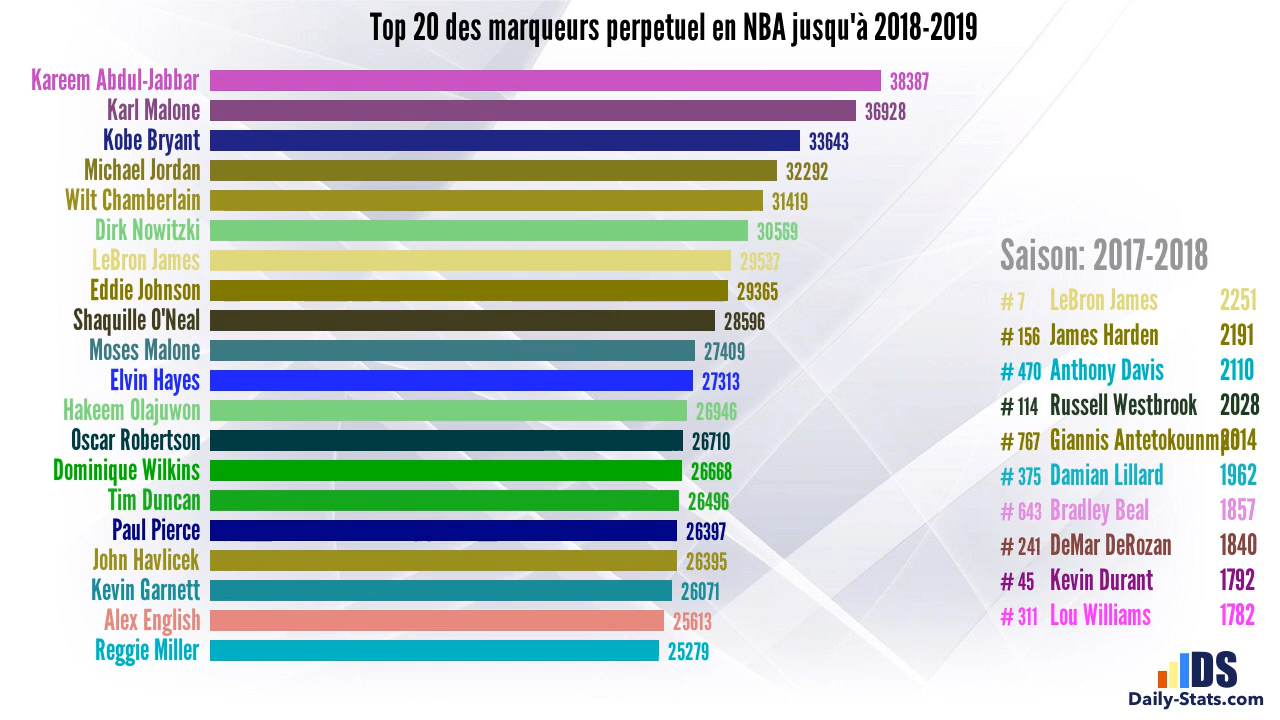 Top 20 des marqueurs perpetuel en NBA jusqu'à 2018-2019
Kareem Abdul-Jabbar 38387
Karl Malone 36928
Kobe Bryant 33643
Michael Jordan 32292
Wilt Chamberlain 31419
Dirk Nowitzki 30569
LeBron James 29537
Eddie Johnson 29365
Shaquille O'Neal 28596
Moses Malone 27409
Elvin Hayes 27313
Hakeem Olajuwon 26946
Oscar Robertson 26710
Dominique Wilkins 26668
Tim Duncan 26496
Paul Pierce 26397
John Havlicek 26395
Kevin Garnett 26071
Alex English 25613
Reggie Miller 25279
Saison: 2017-2018
# 7 LeBron James 2251
# 156 James Harden 2191
# 470 Anthony Davis 2110
# 114 Russell Westbrook 2028
# 767 Giannis Antetokounmpo 2014
# 375 Damian Lillard 1962
# 643 Bradley Beal 1857
# 241 DeMar DeRozan 1840
# 45 Kevin Durant 1792
# 311 Lou Williams 1782
DS
Daily-Stats.com